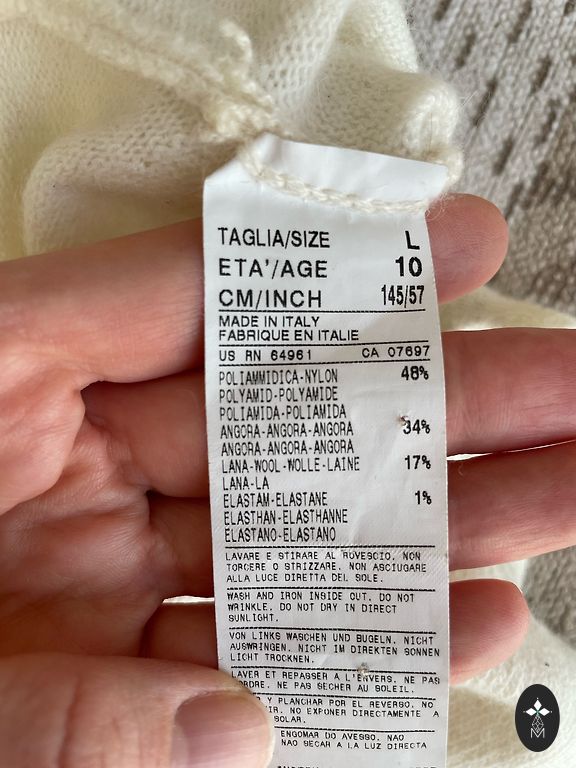 TAGLIA/SIZE L
ETA'/AGE 10
CM/INCH 145/57
MADE IN ITALY
FABRIQUE EN ITALIE
US RN 64961 CA 07697
POLIAMMIDICA-NYLON 48%
POLYAMID-POLYAMIDE
POLIAMIDA-POLIAMIDA
ANGORA-ANGORA-ANGORA 34%
ANGORA-ANGORA-ANGORA
LANA-WOOL-WOLLE-LAINE 17%
LANA-LA
ELASTAM-ELASTANE 1%
ELASTHAN-ELASTHANNE
ELASTANO-ELASTANO
LAVARE E STIRARE AL ROVESCIO. NON
TORCERE O STRIZZARE. NON ASCIUGARE
ALLA LUCE DIRETTA DEL SOLE.
WASH AND IRON INSIDE OUT. DO NOT
WRINKLE. DO NOT DRY IN DIRECT
SUNLIGHT.
VON LINKS WASCHEN UND BUGELN. NICHT
AUSWRINGEN. NICHT IM DIREKTEN SONNEN
LICHT TROCKNEN.
LAVER ET REPASSER A L'ENVERS. NE PAS
ORDRE. NE PAS SECHER AU SOLEIL.
Y PLANCHAR POR EL REVERSO. NO
IR. NO EXPONER DIRECTAMENTE A
SOLAR.
ENGOMAR DO AVESSO. NAO
NAO SECAR A LA LUZ DIRECTA
M